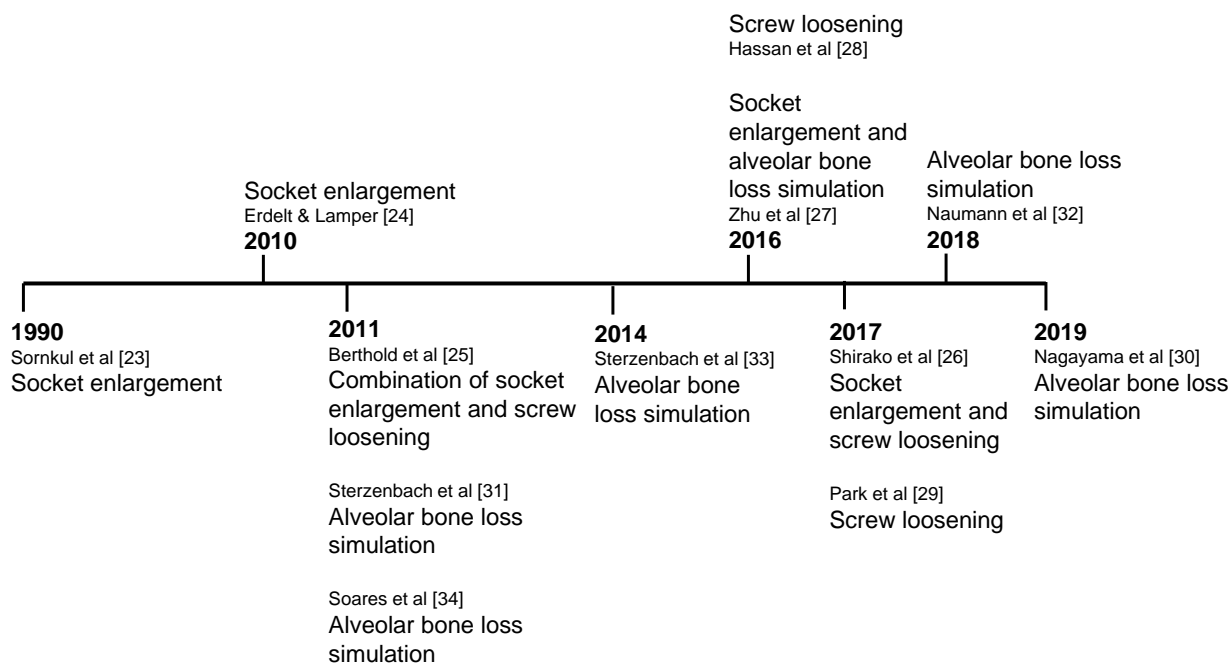 Screw loosening
Hassan et al [28]
Socket
enlargement and
alveolar bone
loss simulation
Zhu et al [27]
2016
Alveolar bone loss
simulation
Naumann et al [32]
2018
Socket enlargement
Erdelt & Lamper [24]
2010
1990
Sornkul et al [23]
Socket enlargement
2011
Berthold et al [25]
Combination of socket
enlargement and screw
loosening
Sterzenbach et al [31]
Alveolar bone loss
simulation
Soares et al [34]
Alveolar bone loss
simulation
2014
Sterzenbach et al [33]
Alveolar bone
loss simulation
2017
Shirako et al [26]
Socket
enlargement and
screw loosening
Park et al [29]
Screw loosening
2019
Nagayama et al [30]
Alveolar bone loss
simulation